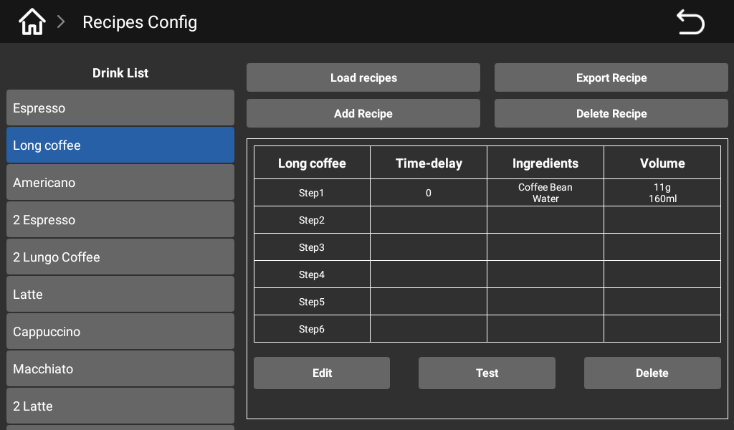 Recipes Config
Drink List
Espresso
Long coffee
Americano
2 Espresso
2 Lungo Coffee
Latte
Cappuccino
Macchiato
2 Latte
Load recipes
Export Recipe
Add Recipe
Delete Recipe
Long coffee Time-delay Ingredients Volume
Step1 0 Coffee Bean 11g
Water 160ml
Step2
Step3
Step4
Step5
Step6
Edit
Test
Delete